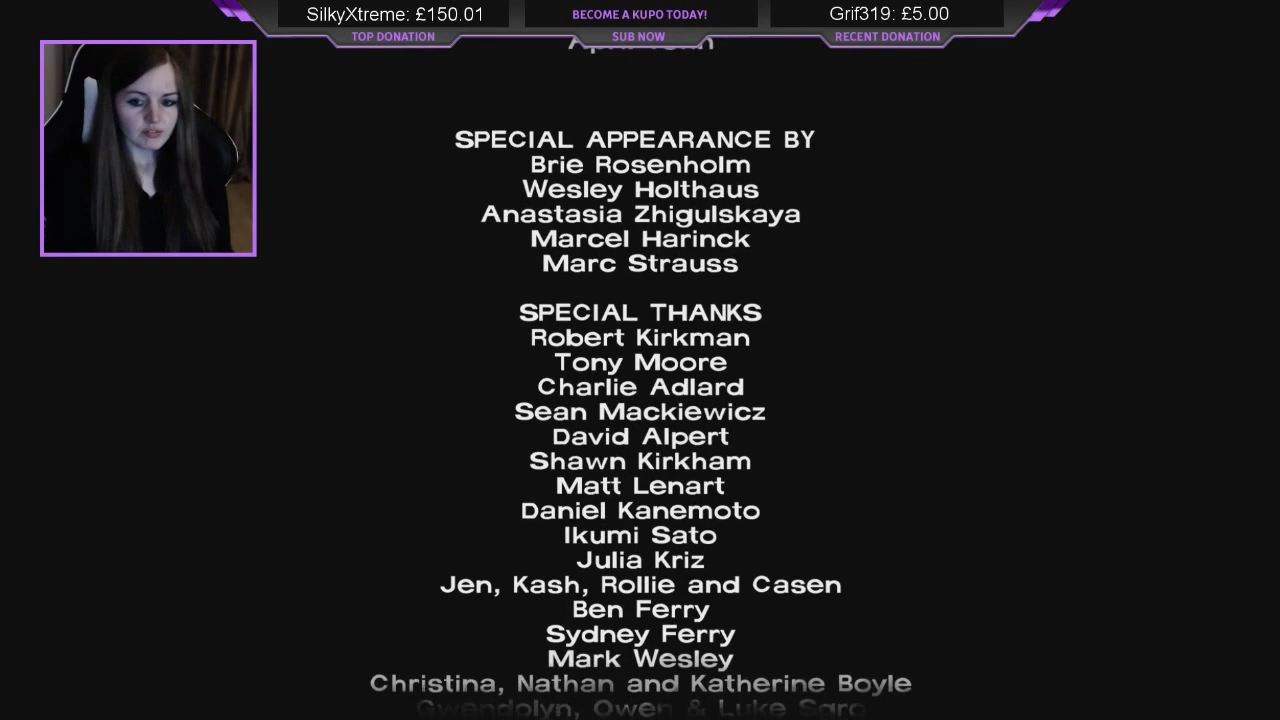 SilkyXtreme: £150.01
BECOME A KUPO TODAY!
Grif319: £5.00
TOP DONATION
SUB NOW
RECENT DONATION
SPECIAL APPEARANCE BY
Brie Rosenholm
Wesley Holthaus
Anastasia Zhigulskaya
Marcel Harinck
Marc Strauss
SPECIAL THANKS
Robert Kirkman
Tony Moore
Charlie Adlard
Sean Mackiewicz
David Alpert
Shawn Kirkham
Matt Lenart
Daniel Kanemoto
Ikumi Sato
Julia Kriz
Jen, Kash, Rollie and Casen
Ben Ferry
Sydney Ferry
Mark Wesley
Christina, Nathan and Katherine Boyle
Gwendolyn, Owen & Luke